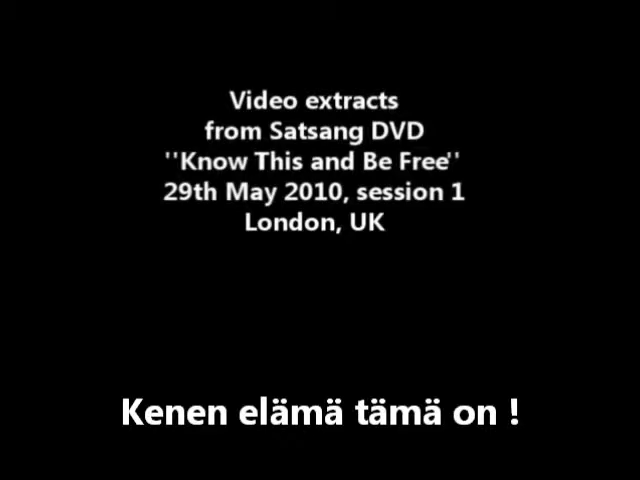 Video extracts
from Satsang DVD
''Know This and Be Free''
29th May 2010, session 1
London, UK
Kenen elämä tämä on !